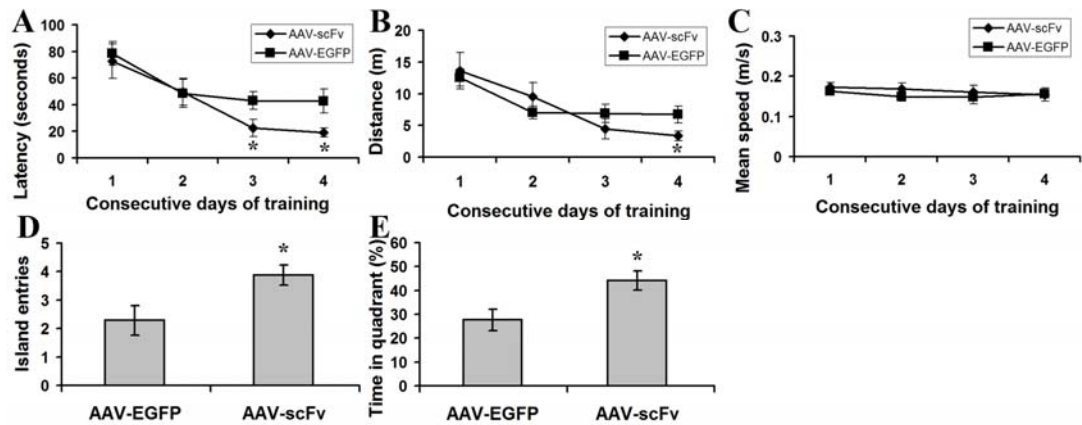 A
Latency (seconds)
100
80
60
40
20
0
AAV-scFv
AAV-EGFP
*
*
1 2 3 4
Consecutive days of training
B
Distance (m)
20
15
10
5
0
AAV-scFv
AAV-EGFP
*
1 2 3 4
Consecutive days of training
C
Mean speed (m/s)
0.3
0.2
0.1
0
AAV-scFv
AAV-EGFP
1 2 3 4
Consecutive days of training
D
Island entries
5
4
3
2
1
0
*
AAV-EGFP AAV-scFv
E
Time in quadrant (%)
60
50
40
30
20
10
0
*
AAV-EGFP AAV-scFv